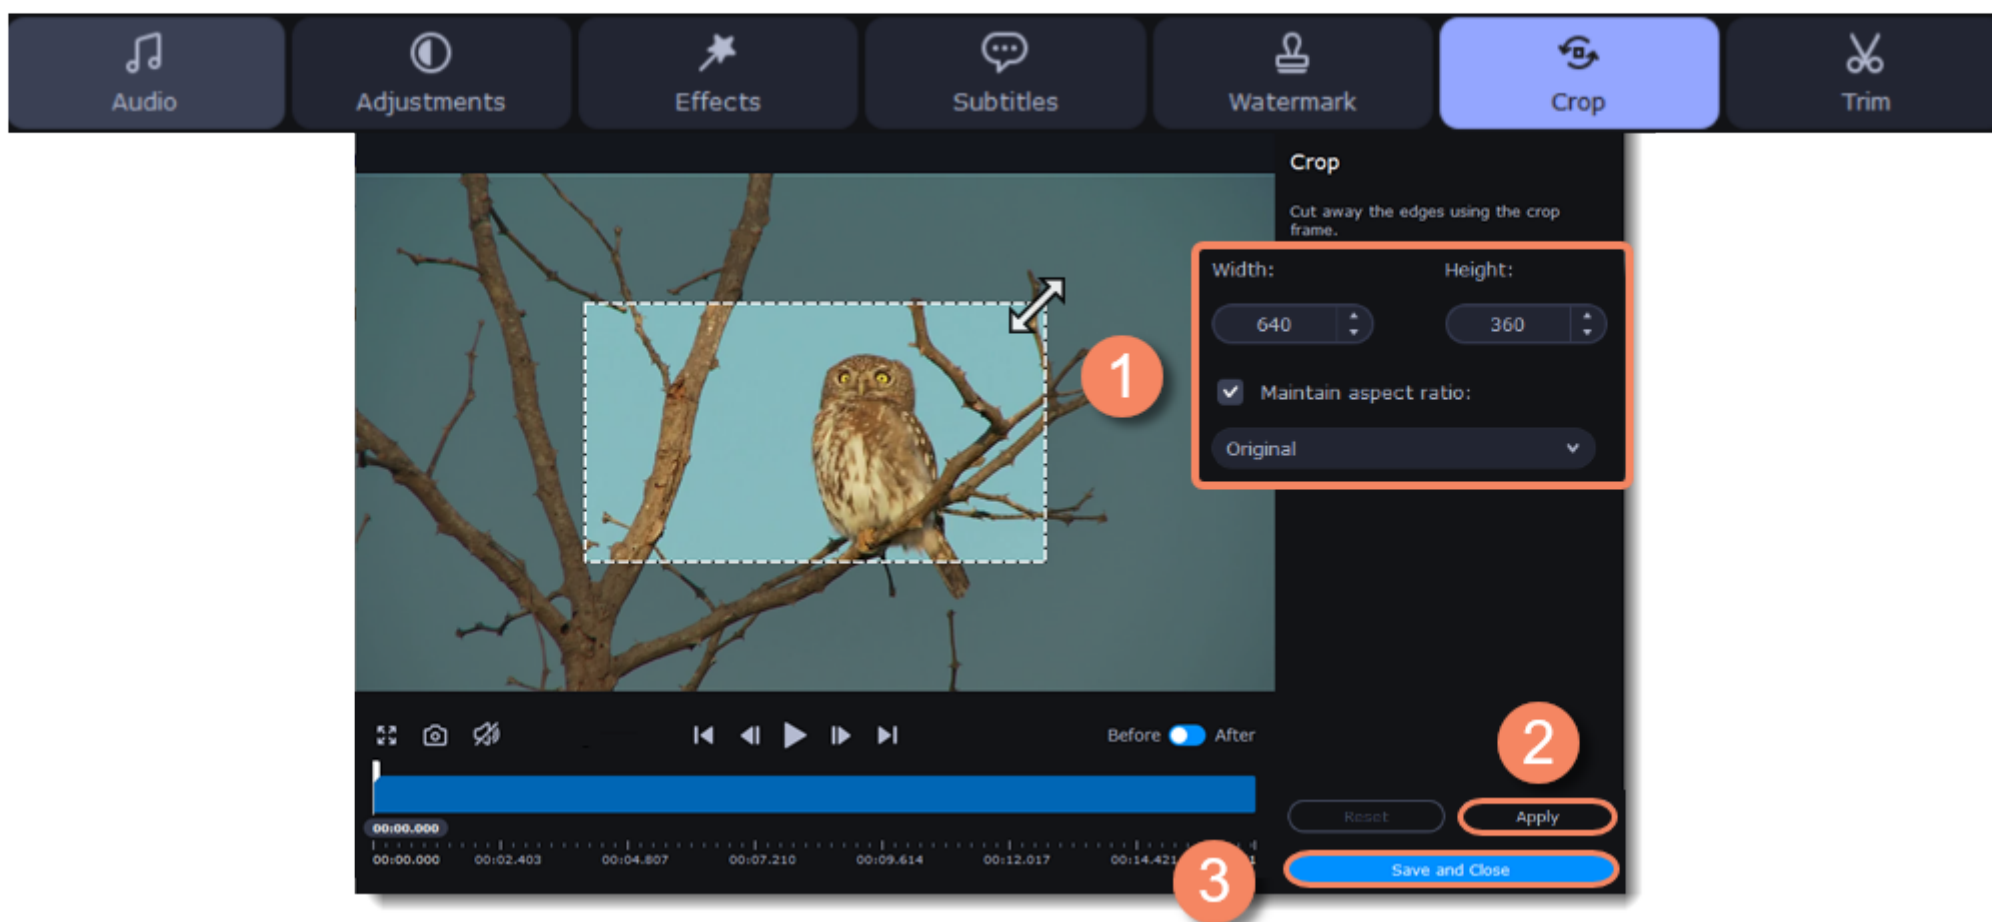 Audio
Adjustments
Effects
Subtitles
Watermark
Crop
Trim
Crop
Cut away the edges using the crop
frame.
Width:
Height:
640
360
1
Maintain aspect ratio:
Original
Before
After
2
00:00.000
Reset
Apply
00:00.000 00:02.403 00:04.807 00:07.210 00:09.614 00:12.017 00:14.421
3
Save and Close